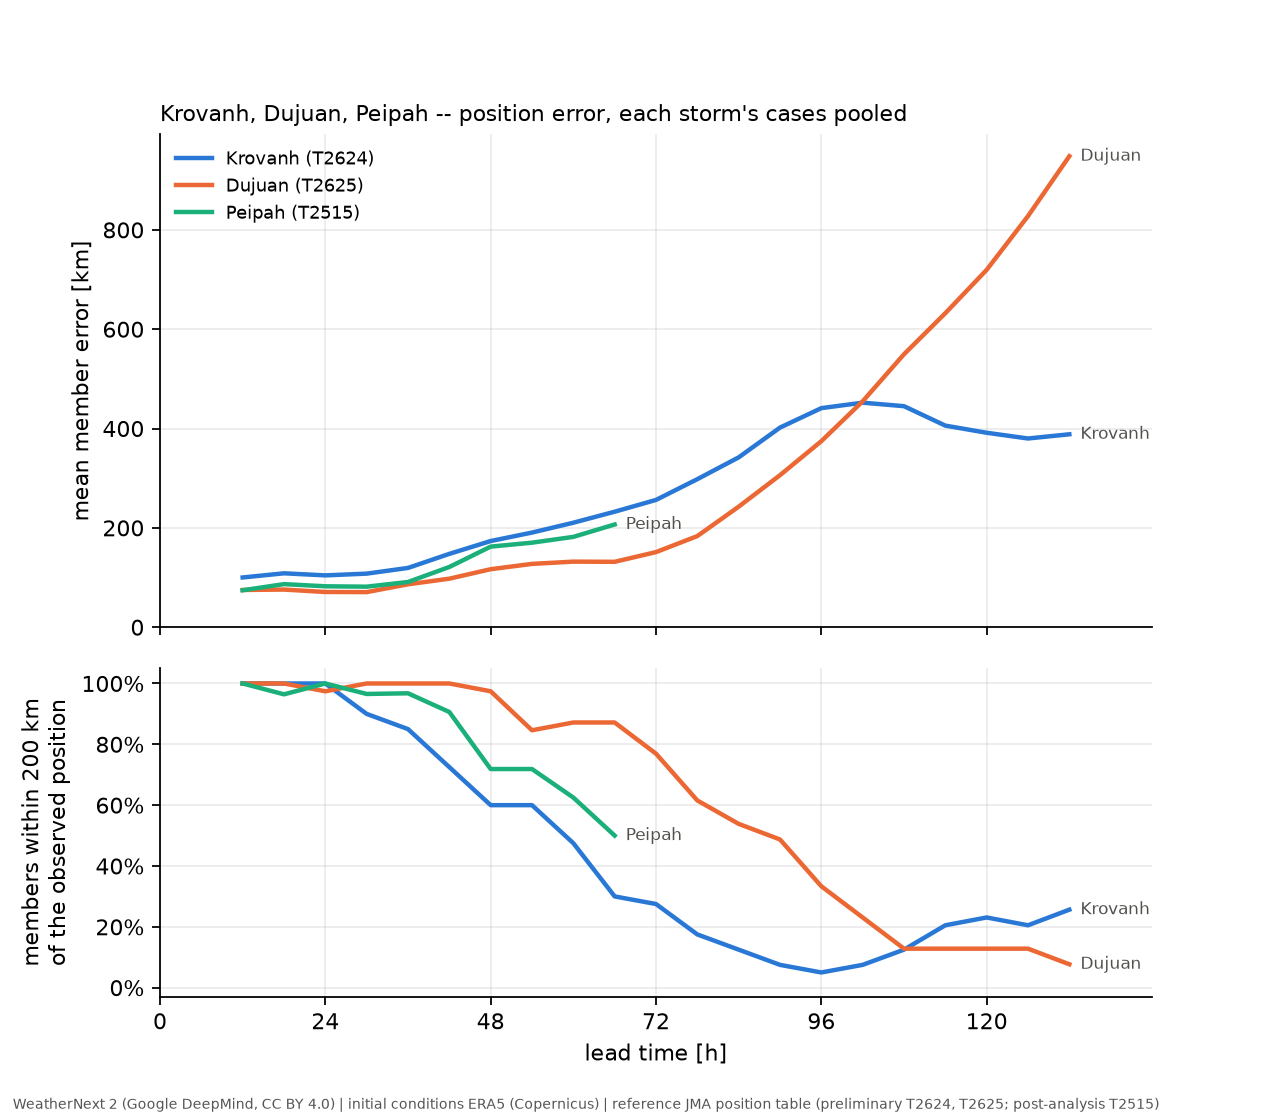 Krovanh, Dujuan, Peipah -- position error, each storm's cases pooled
Krovanh (T2624)
Dujuan (T2625)
Peipah (T2515)
mean member error [km]
800
600
400
200
0
Dujuan
Krovanh
Peipah
members within 200 km
of the observed position
100%
80%
60%
40%
20%
0%
Peipah
Krovanh
Dujuan
0 24 48 72 96 120
lead time [h]
WeatherNext 2 (Google DeepMind, CC BY 4.0) | initial conditions ERA5 (Copernicus) | reference JMA position table (preliminary T2624, T2625; post-analysis T2515)